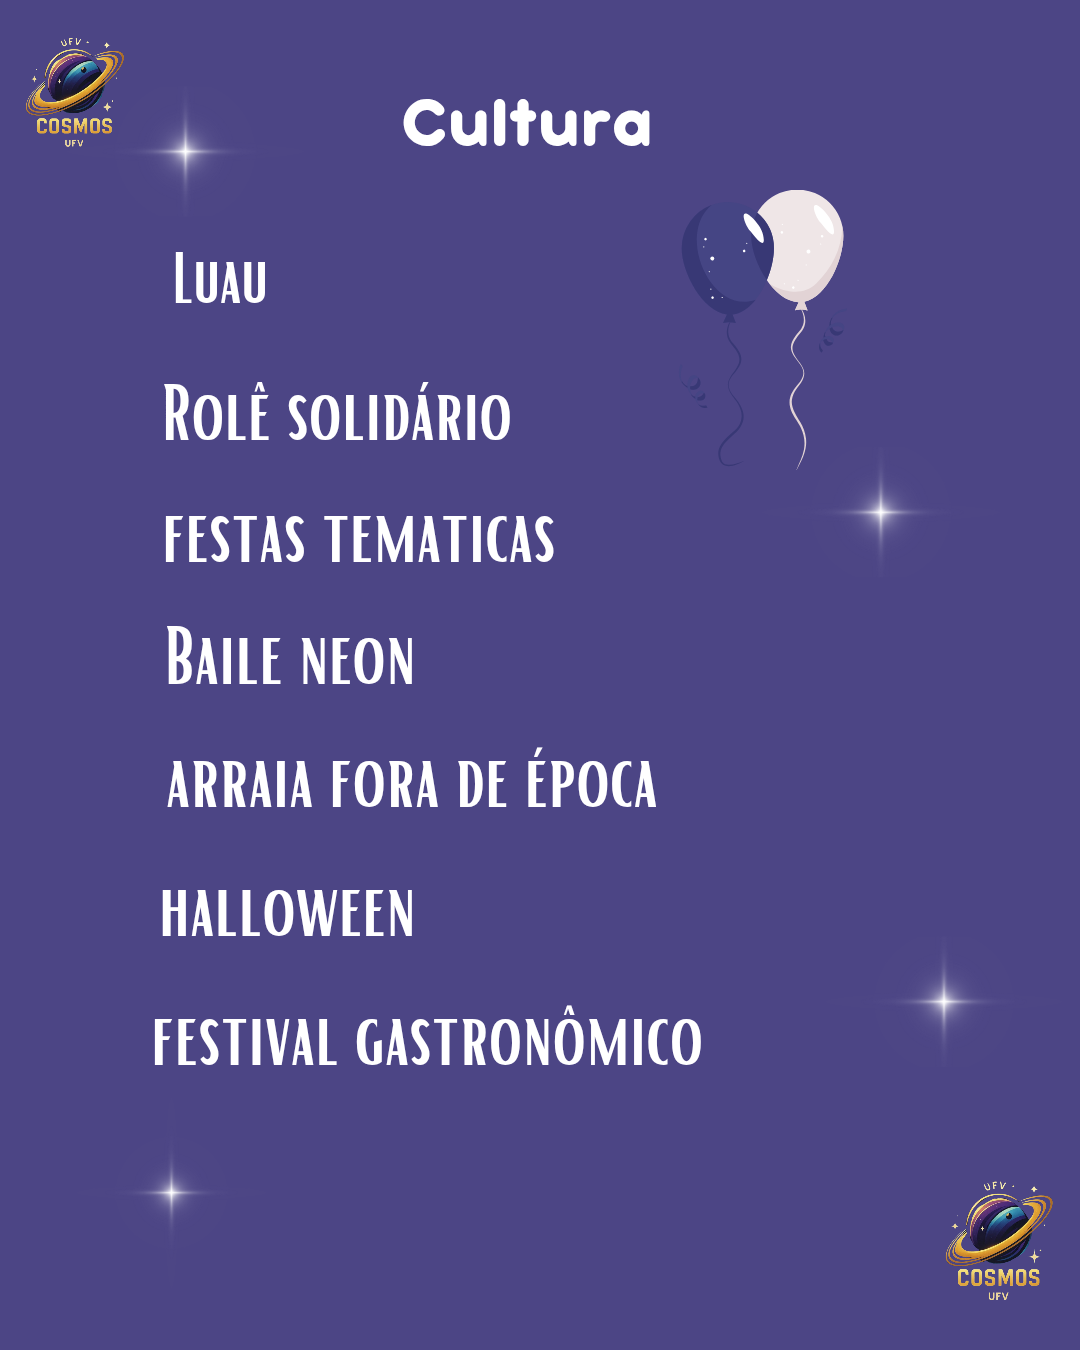 UFV
COSMOS
UFV
Cultura
Luau
Rolê solidário
festas tematicas
Baile neon
arraia fora de época
halloween
festival gastronômico
UFV
COSMOS
UFV